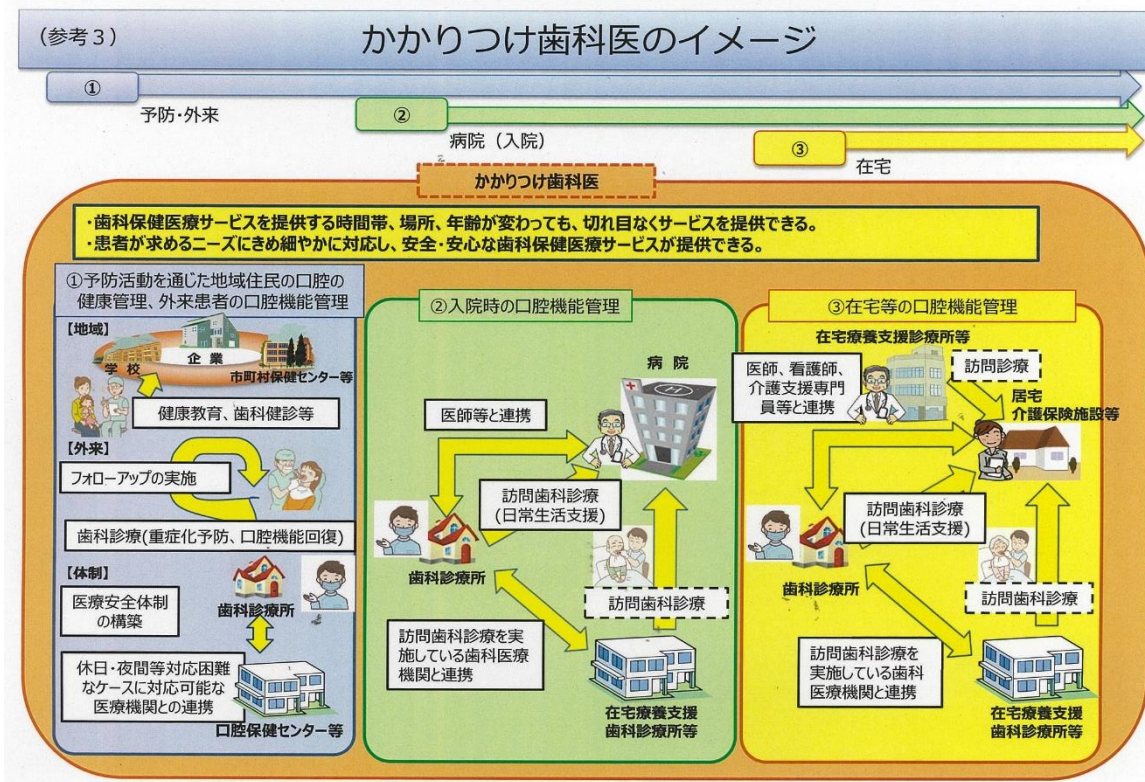 (参考3)
かかりつけ歯科医のイメージ
①
予防・外来
②
病院(入院)
③
在宅
かかりつけ歯科医
・歯科保健医療サービスを提供する時間帯、場所、年齢が変わっても、切れ目なくサービスを提供できる。
・患者が求めるニーズにきめ細やかに対応し、安全・安心な歯科保健医療サービスが提供できる。
①予防活動を通じた地域住民の口腔の
健康管理、外来患者の口腔機能管理
【地域】
企業
学校
市町村保健センター等
健康教育、歯科健診等
【外来】
フォローアップの実施
歯科診療(重症化予防、口腔機能回復)
【体制】
医療安全体制
の構築
歯科診療所
休日・夜間等対応困難
なケースに対応可能な
医療機関との連携
口腔保健センター等
②入院時の口腔機能管理
病院
H
医師等と連携
訪問歯科診療
(日常生活支援)
歯科診療所
訪問歯科診療
訪問歯科診療を実
施している歯科医療
機関と連携
在宅療養支援
歯科診療所等
③在宅等の口腔機能管理
在宅療養支援診療所等
医師、看護師、
介護支援専門
員等と連携
訪問診療
居宅
介護保険施設等
訪問歯科診療
(日常生活支援)
歯科診療所
訪問歯科診療
訪問歯科診療を
実施している歯科
医療機関と連携
在宅療養支援
歯科診療所等